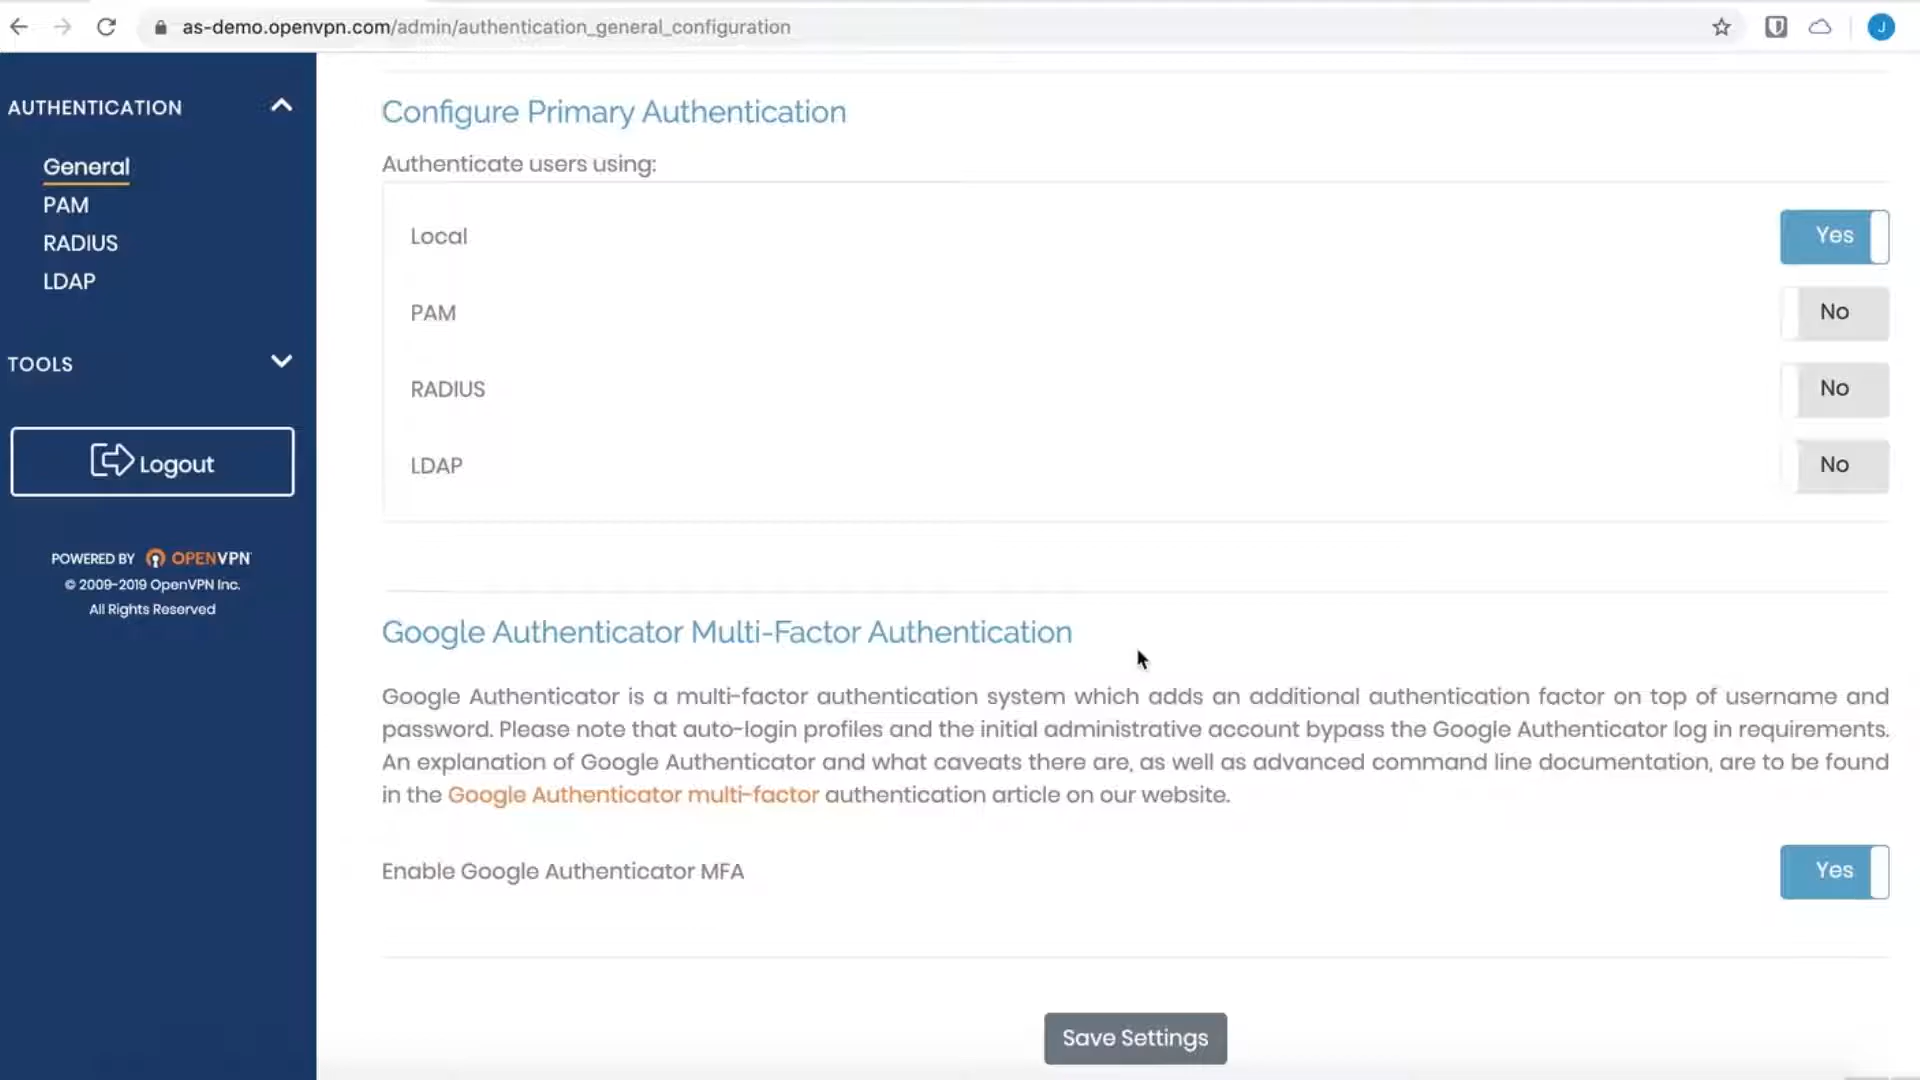 as-demo.openvpn.com/admin/authentication_general_configuration
J
AUTHENTICATION
General
PAM
RADIUS
LDAP
TOOLS
Logout
POWERED BY OPENVPN
© 2009-2019 OpenVPN Inc.
All Rights Reserved
Configure Primary Authentication
Authenticate users using:
Local Yes
PAM No
RADIUS No
LDAP No
Google Authenticator Multi-Factor Authentication
Google Authenticator is a multi-factor authentication system which adds an additional authentication factor on top of username and
password. Please note that auto-login profiles and the initial administrative account bypass the Google Authenticator log in requirements.
An explanation of Google Authenticator and what caveats there are, as well as advanced command line documentation, are to be found
in the Google Authenticator multi-factor authentication article on our website.
Enable Google Authenticator MFA Yes
Save Settings